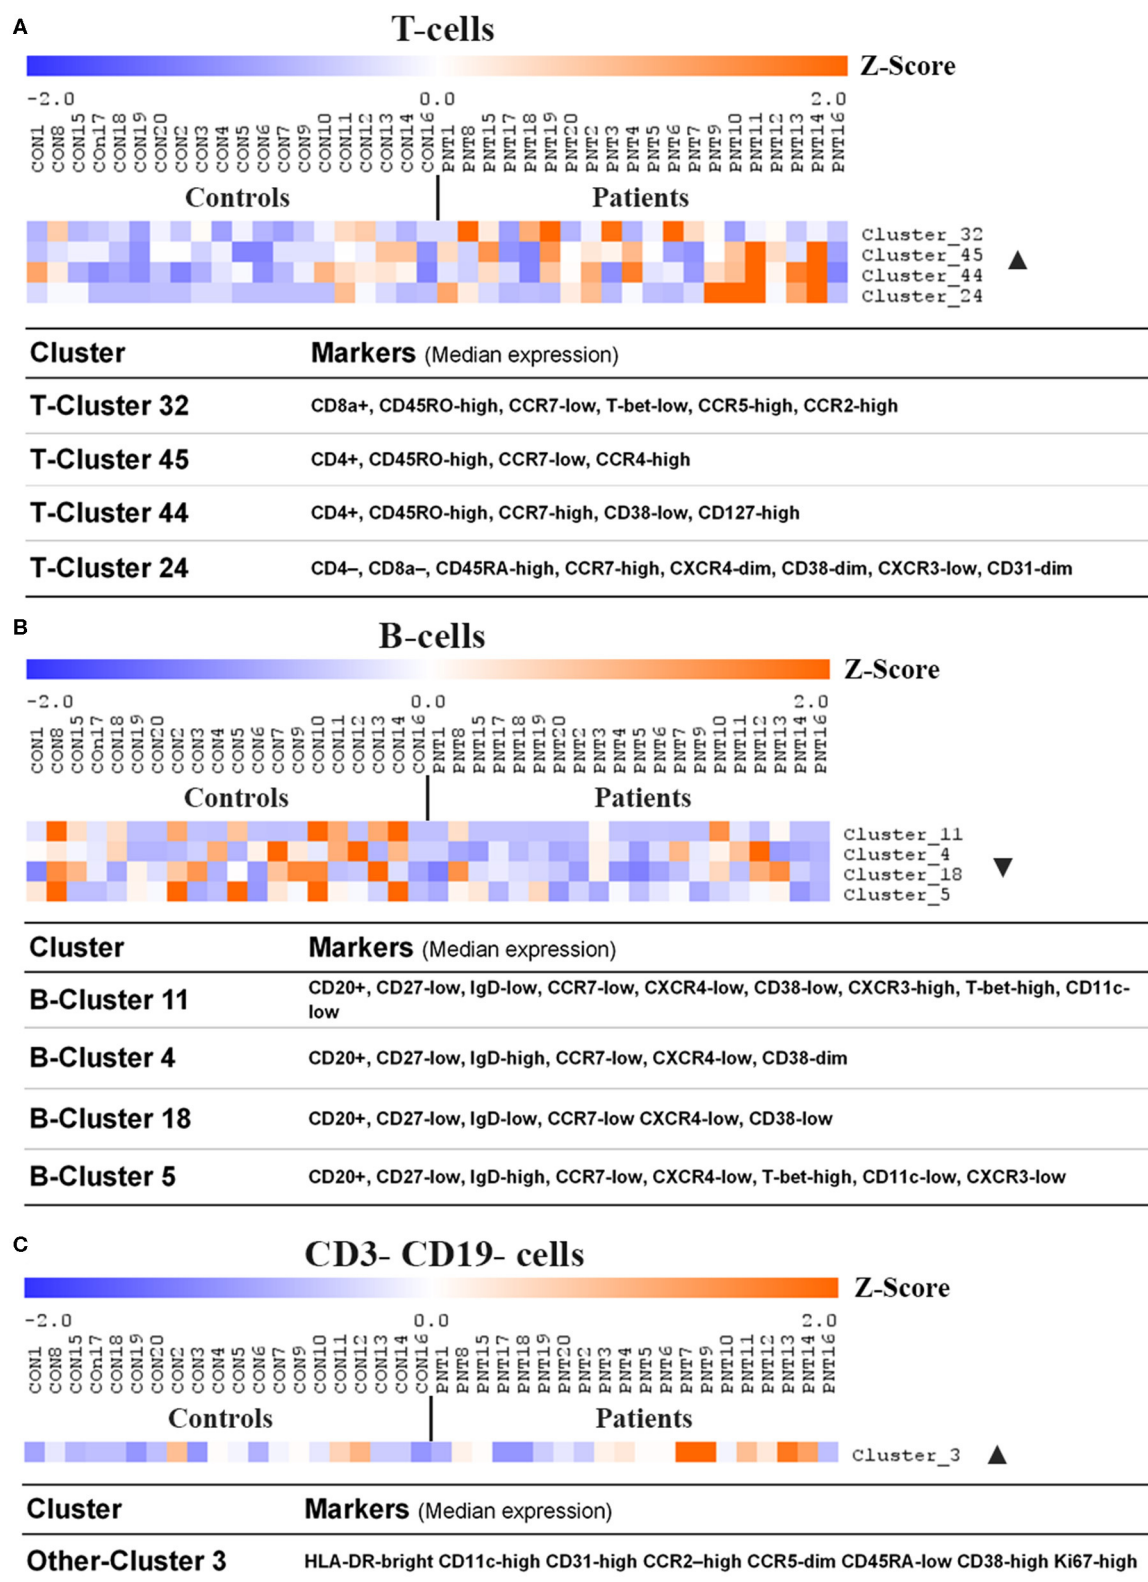 A
T-cells
Z-Score
-2.0 0.0 2.0
CON1 CON8 CON15 COn17 CON18 CON19 CON20 CON2 CON3 CON4 CON5 CON6 CON7 CON9 CON10 CON11 CON12 CON13 CON14 CON16 PNT1 PNT8 PNT15 PNT17 PNT18 PNT19 PNT20 PNT2 PNT3 PNT4 PNT5 PNT6 PNT7 PNT9 PNT10 PNT11 PNT12 PNT13 PNT14 PNT16
Controls Patients
Cluster_32
Cluster_45
Cluster_44
Cluster_24
Cluster Markers (Median expression)
T-Cluster 32 CD8a+, CD45RO-high, CCR7-low, T-bet-low, CCR5-high, CCR2-high
T-Cluster 45 CD4+, CD45RO-high, CCR7-low, CCR4-high
T-Cluster 44 CD4+, CD45RO-high, CCR7-high, CD38-low, CD127-high
T-Cluster 24 CD4–, CD8a–, CD45RA-high, CCR7-high, CXCR4-dim, CD38-dim, CXCR3-low, CD31-dim
B
B-cells
Z-Score
-2.0 0.0 2.0
CON1 CON8 CON15 COn17 CON18 CON19 CON20 CON2 CON3 CON4 CON5 CON6 CON7 CON9 CON10 CON11 CON12 CON13 CON14 CON16 PNT1 PNT8 PNT15 PNT17 PNT18 PNT19 PNT20 PNT2 PNT3 PNT4 PNT5 PNT6 PNT7 PNT9 PNT10 PNT11 PNT12 PNT13 PNT14 PNT16
Controls Patients
Cluster_11
Cluster_4
Cluster_18
Cluster_5
Cluster Markers (Median expression)
B-Cluster 11 CD20+, CD27-low, IgD-low, CCR7-low, CXCR4-low, CD38-low, CXCR3-high, T-bet-high, CD11c-
low
B-Cluster 4 CD20+, CD27-low, IgD-high, CCR7-low, CXCR4-low, CD38-dim
B-Cluster 18 CD20+, CD27-low, IgD-low, CCR7-low CXCR4-low, CD38-low
B-Cluster 5 CD20+, CD27-low, IgD-high, CCR7-low, CXCR4-low, T-bet-high, CD11c-low, CXCR3-low
C
CD3- CD19- cells
Z-Score
-2.0 0.0 2.0
CON1 CON8 CON15 COn17 CON18 CON19 CON20 CON2 CON3 CON4 CON5 CON6 CON7 CON9 CON10 CON11 CON12 CON13 CON14 CON16 PNT1 PNT8 PNT15 PNT17 PNT18 PNT19 PNT20 PNT2 PNT3 PNT4 PNT5 PNT6 PNT7 PNT9 PNT10 PNT11 PNT12 PNT13 PNT14 PNT16
Controls Patients
Cluster_3
Cluster Markers (Median expression)
Other-Cluster 3 HLA-DR-bright CD11c-high CD31-high CCR2–high CCR5-dim CD45RA-low CD38-high Ki67-high